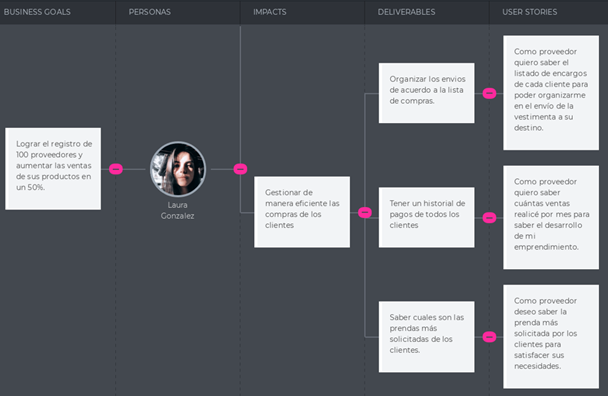 BUSINESS GOALS
PERSONAS
IMPACTS
DELIVERABLES
USER STORIES
Lograr el registro de
100 proveedores y
aumentar las ventas
de sus productos en
un 50%.
Laura
Gonzalez
Gestionar de
manera eficiente las
compras de los
clientes
Organizar los envios
de acuerdo a la lista
de compras.
Tener un historial de
pagos de todos los
clientes
Saber cuales son las
prendas más
solicitadas de los
clientes.
Como proveedor
quiero saber el
listado de encargos
de cada cliente para
poder organizarme
en el envío de la
vestimenta a su
destino.
Como proveedor
quiero saber
cuántas ventas
realicé por mes para
saber el desarrollo
de mi
emprendimiento.
Como proveedor
deseo saber la
prenda más
solicitada por los
clientes para
satisfacer sus
necesidades.